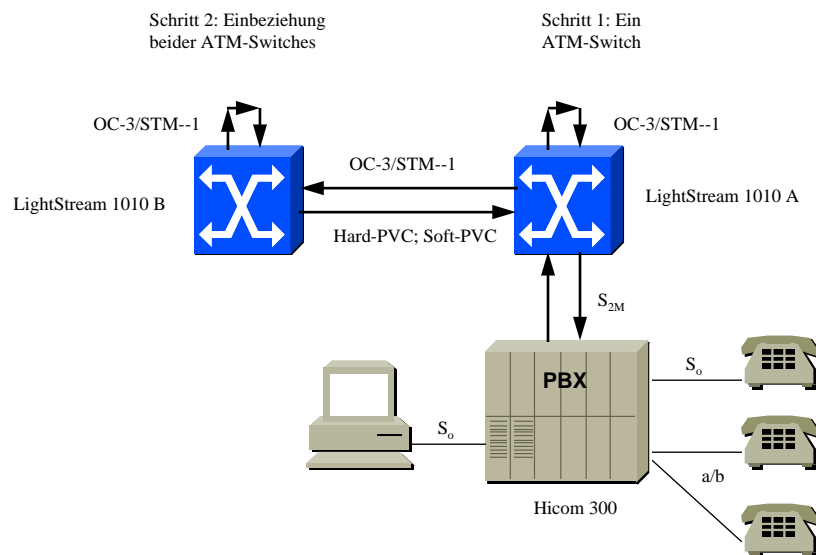 Schritt 2: Einbeziehung
beider ATM-Switches
Schritt 1: Ein
ATM-Switch
OC-3/STM--1
OC-3/STM--1
OC-3/STM--1
LightStream 1010 B
LightStream 1010 A
Hard-PVC; Soft-PVC
S2M
PBX
So
So
a/b
Hicom 300